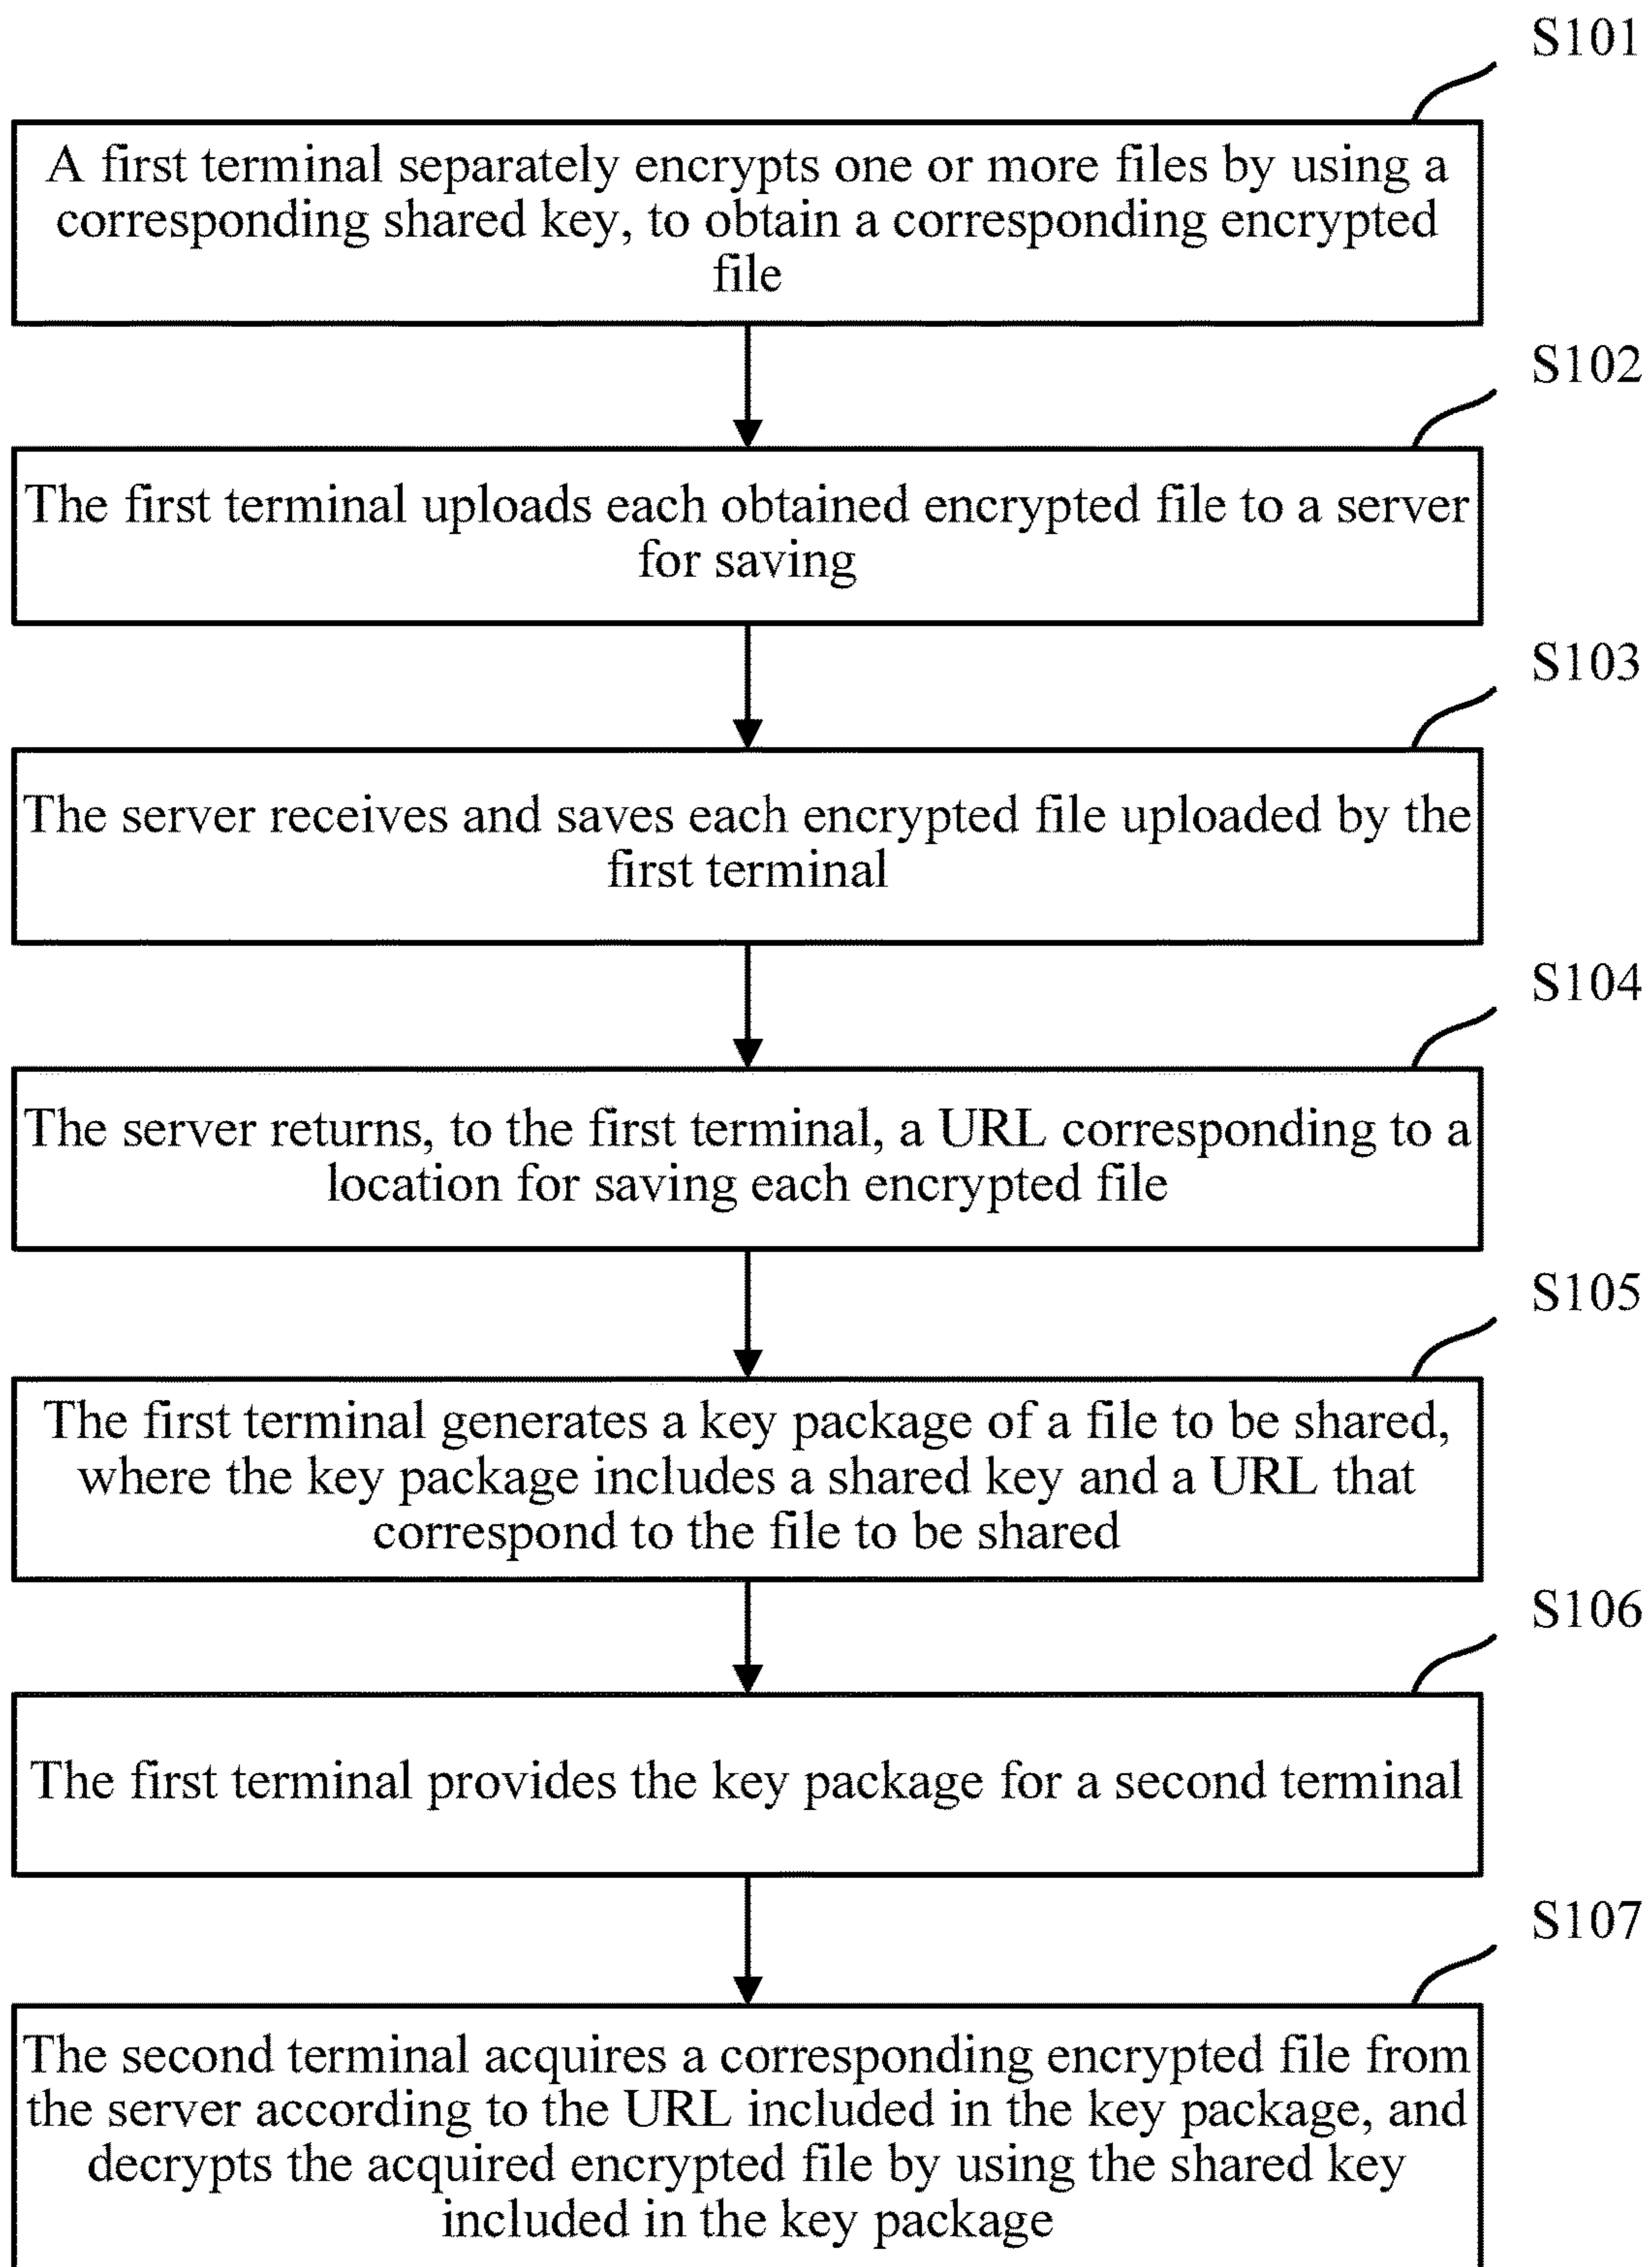 S101
A first terminal separately encrypts one or more files by using a
corresponding shared key, to obtain a corresponding encrypted
file
S102
The first terminal uploads each obtained encrypted file to a server
for saving
S103
The server receives and saves each encrypted file uploaded by the
first terminal
S104
The server returns, to the first terminal, a URL corresponding to a
location for saving each encrypted file
S105
The first terminal generates a key package of a file to be shared,
where the key package includes a shared key and a URL that
correspond to the file to be shared
S106
The first terminal provides the key package for a second terminal
S107
The second terminal acquires a corresponding encrypted file from
the server according to the URL included in the key package, and
decrypts the acquired encrypted file by using the shared key
included in the key package